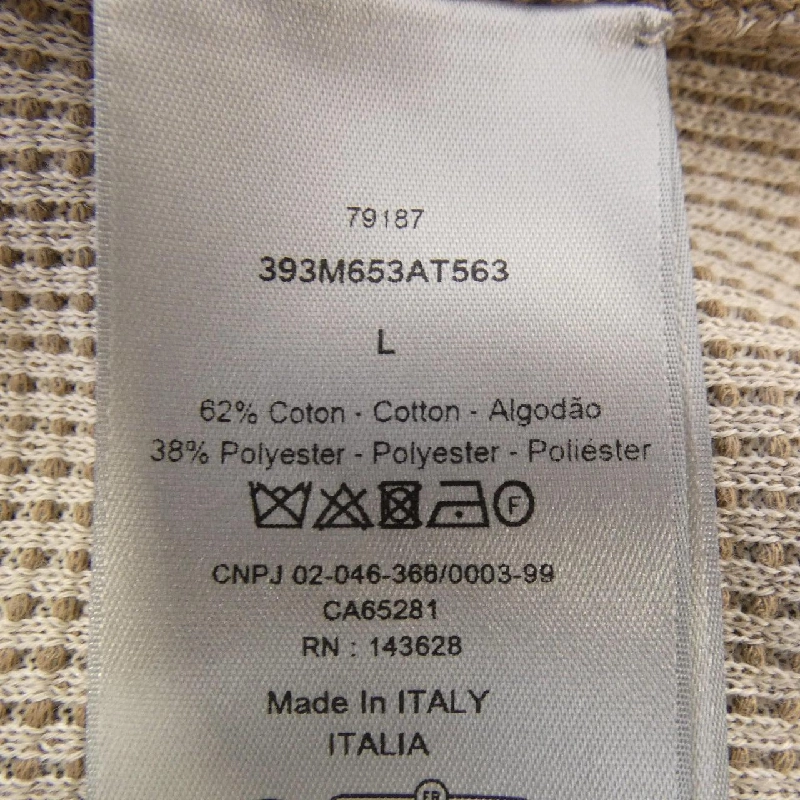 79187
393M653AT563
L
62% Coton - Cotton - Algodão
38% Polyester - Polyester - Poliéster
F
CNPJ 02-046-366/0003-99
CA65281
RN : 143628
Made In ITALY
ITALIA
FR